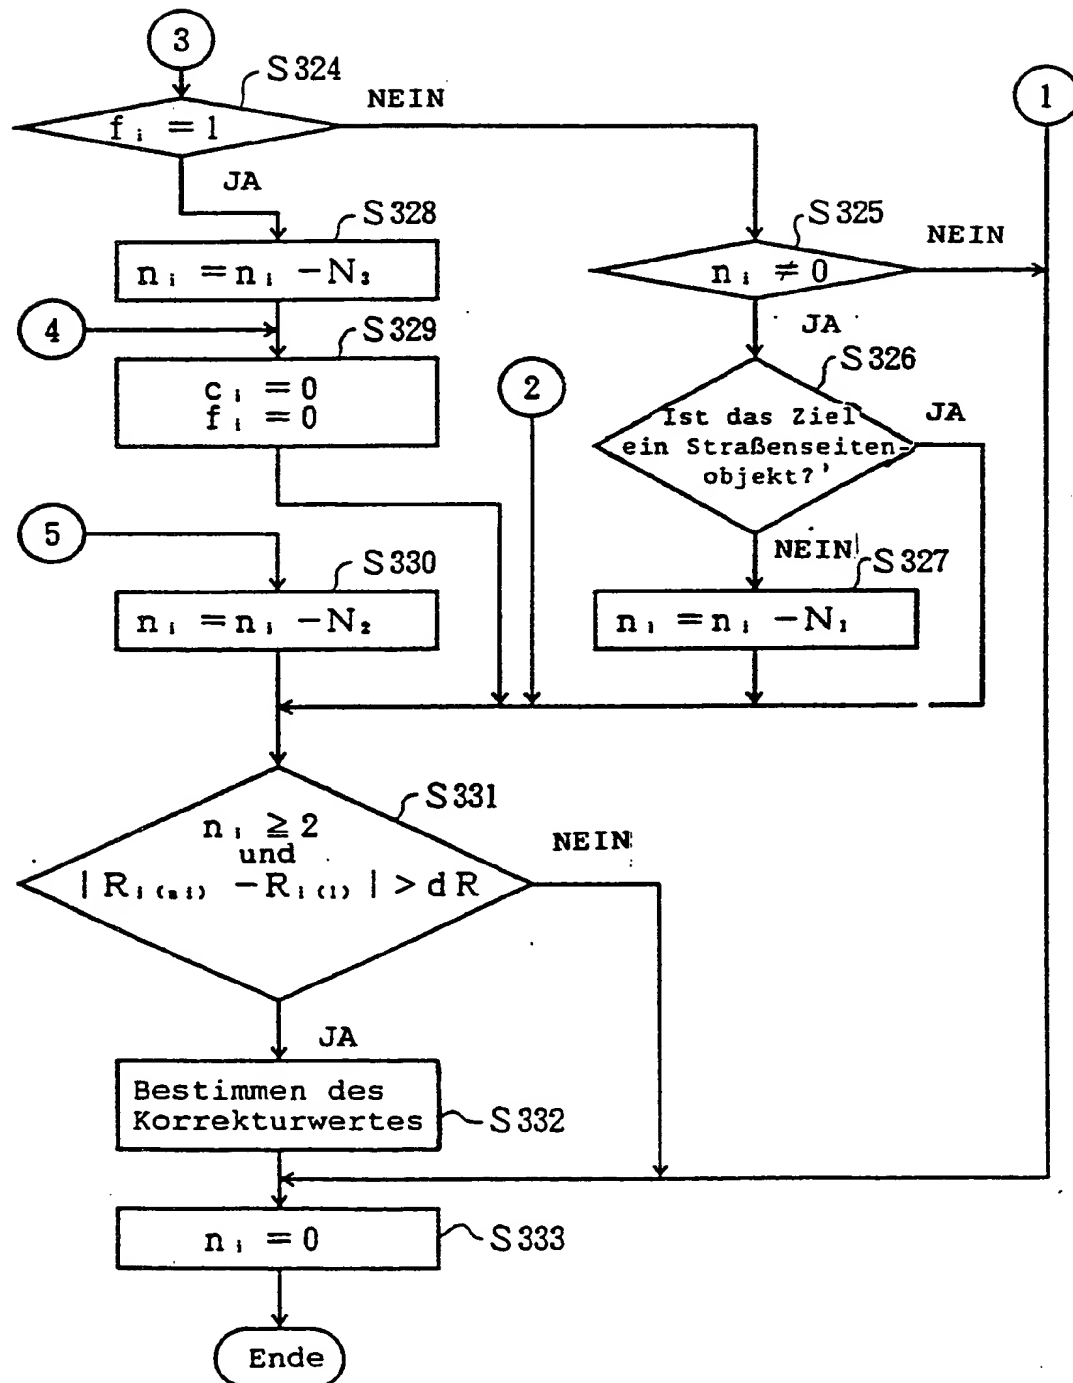 3
S324
NEIN
1
f i = 1
JA
S328
S325
NEIN
n i = n i - N 3
n i ≠ 0
4
JA
S329
S326
c i = 0
f i = 0
2
Ist das Ziel
ein Straßenseiten-
objekt?
JA
5
NEIN
S330
S327
n i = n i - N 2
n i = n i - N 1
S331
n i ≧ 2
und
| R i (n i) - R i (1) | > d R
NEIN
JA
Bestimmen des
Korrekturwertes
S332
n i = 0
S333
Ende